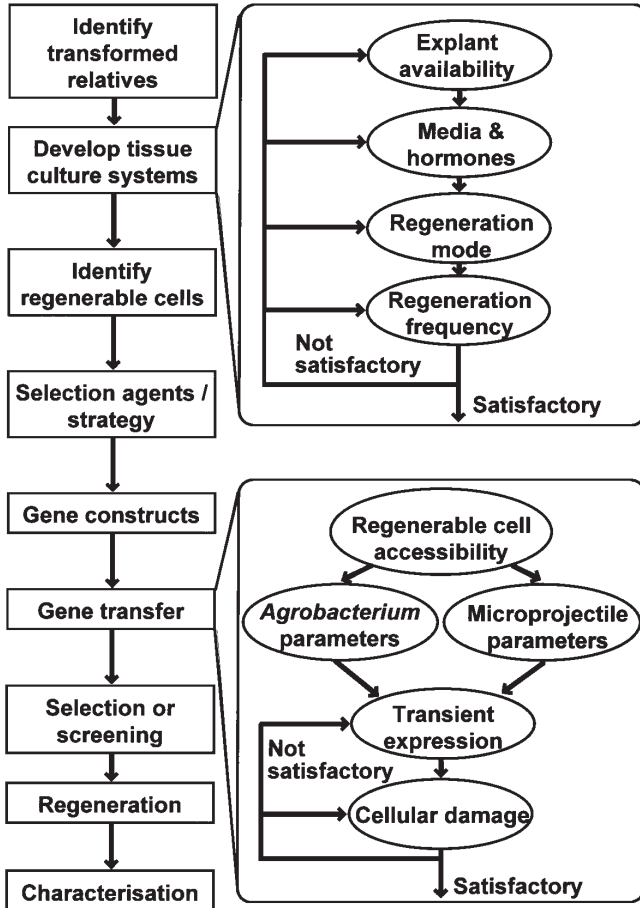 Identify
transformed
relatives
Develop tissue
culture systems
Identify
regenerable cells
Selection agents /
strategy
Gene constructs
Gene transfer
Selection or
screening
Regeneration
Characterisation
Explant
availability
Media &
hormones
Regeneration
mode
Regeneration
frequency
Not
satisfactory
Satisfactory
Regenerable cell
accessibility
Agrobacterium
parameters
Microprojectile
parameters
Transient
expression
Not
satisfactory
Cellular damage
Satisfactory